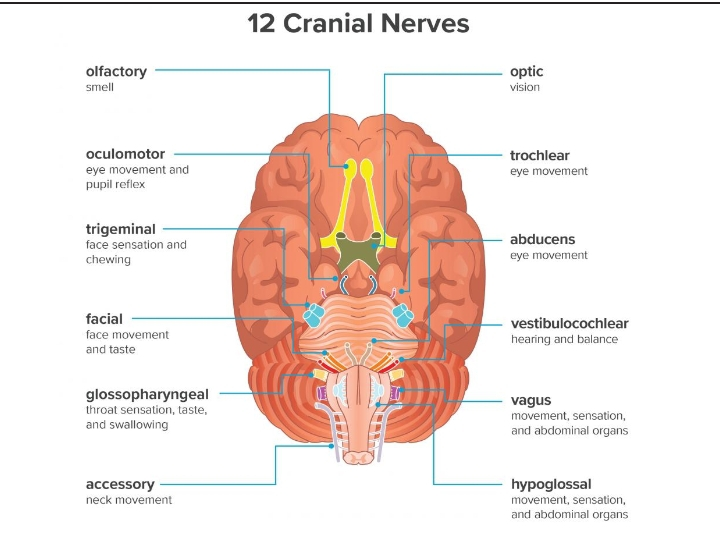 12 Cranial Nerves
olfactory
smell
optic
vision
oculomotor
eye movement and
pupil reflex
trochlear
eye movement
trigeminal
face sensation and
chewing
abducens
eye movement
facial
face movement
and taste
vestibulocochlear
hearing and balance
glossopharyngeal
throat sensation, taste,
and swallowing
vagus
movement, sensation,
and abdominal organs
accessory
neck movement
hypoglossal
movement, sensation,
and abdominal organs